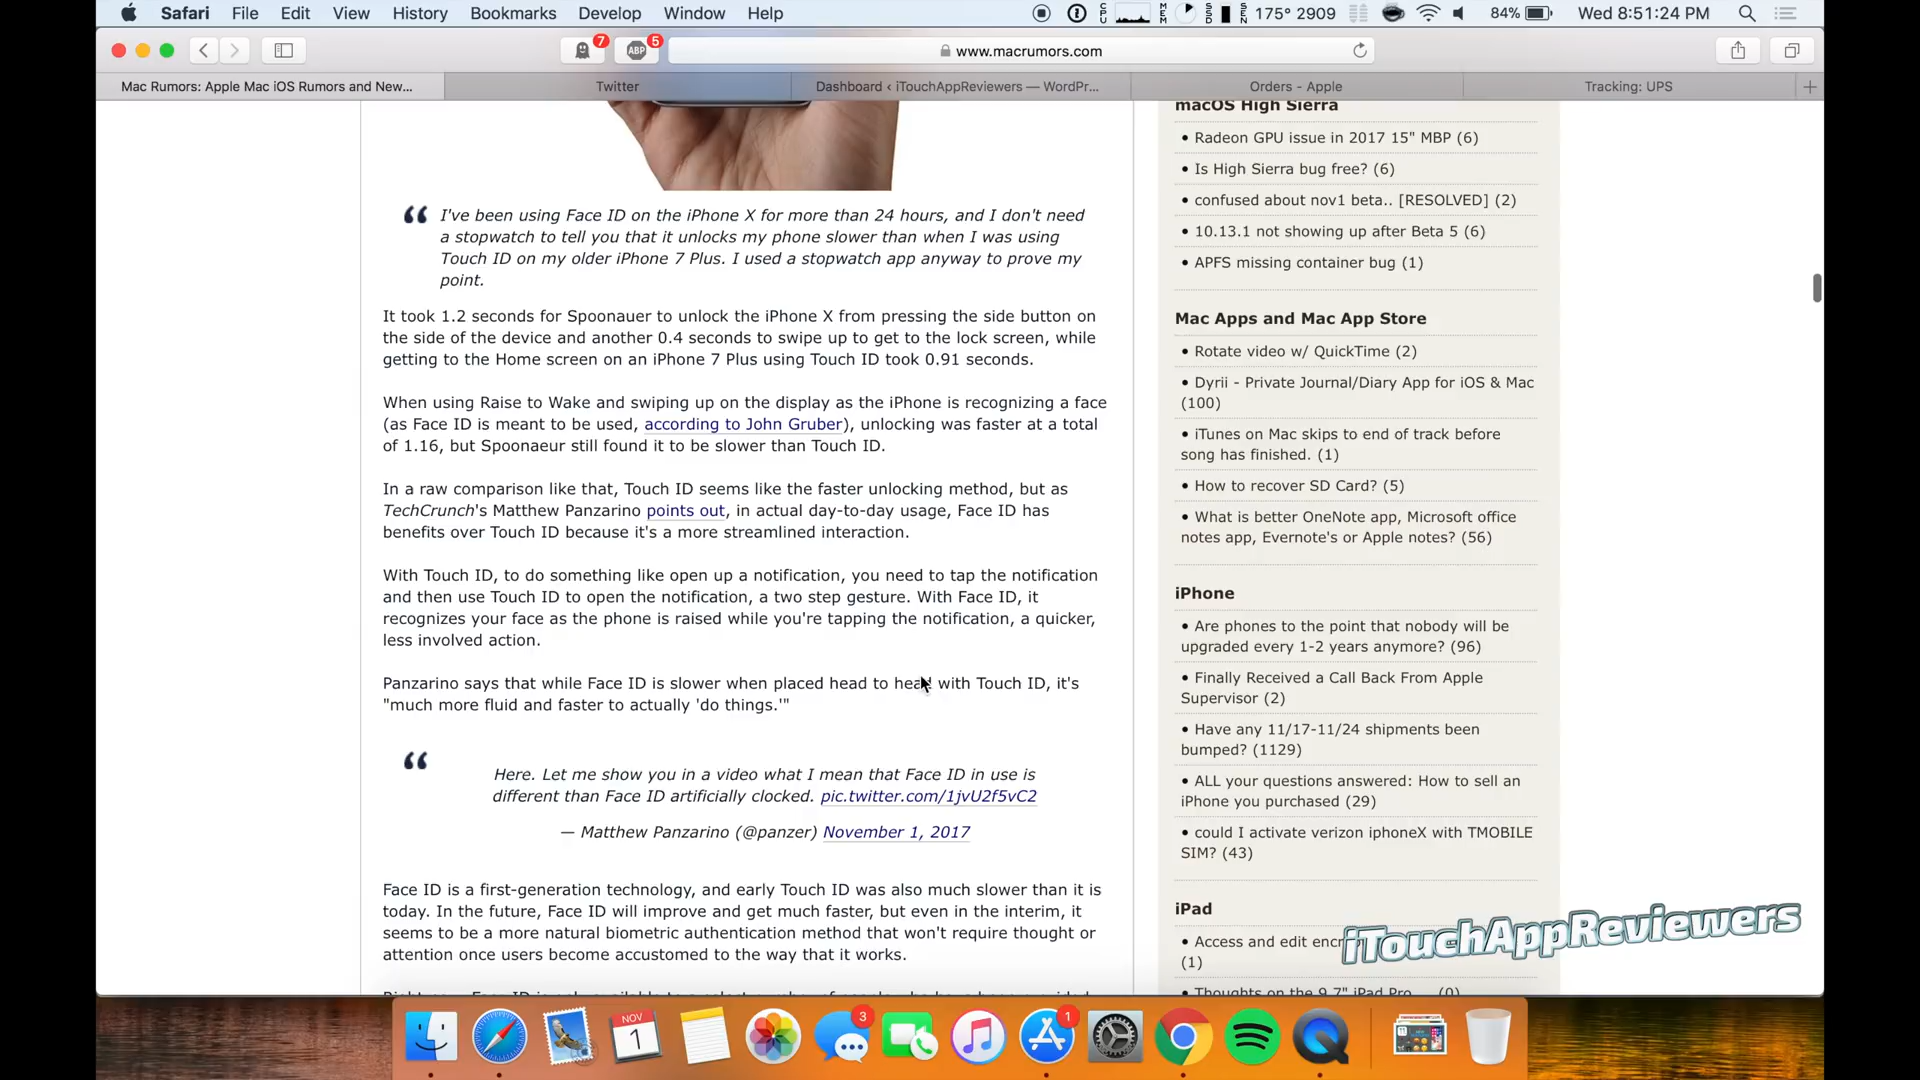 Safari File Edit View History Bookmarks Develop Window Help
CPU MEM SSD SEN 175° 2909 84% Wed 8:51:24 PM
7 ABP 5 www.macrumors.com
Mac Rumors: Apple Mac iOS Rumors and New... Twitter Dashboard ‹ iTouchAppReviewers — WordPr... Orders - Apple Tracking: UPS
“ I've been using Face ID on the iPhone X for more than 24 hours, and I don't need
a stopwatch to tell you that it unlocks my phone slower than when I was using
Touch ID on my older iPhone 7 Plus. I used a stopwatch app anyway to prove my
point.
It took 1.2 seconds for Spoonauer to unlock the iPhone X from pressing the side button on
the side of the device and another 0.4 seconds to swipe up to get to the lock screen, while
getting to the Home screen on an iPhone 7 Plus using Touch ID took 0.91 seconds.
When using Raise to Wake and swiping up on the display as the iPhone is recognizing a face
(as Face ID is meant to be used, according to John Gruber), unlocking was faster at a total
of 1.16, but Spoonaeur still found it to be slower than Touch ID.
In a raw comparison like that, Touch ID seems like the faster unlocking method, but as
TechCrunch's Matthew Panzarino points out, in actual day-to-day usage, Face ID has
benefits over Touch ID because it's a more streamlined interaction.
With Touch ID, to do something like open up a notification, you need to tap the notification
and then use Touch ID to open the notification, a two step gesture. With Face ID, it
recognizes your face as the phone is raised while you're tapping the notification, a quicker,
less involved action.
Panzarino says that while Face ID is slower when placed head to head with Touch ID, it's
"much more fluid and faster to actually 'do things.'"
“ Here. Let me show you in a video what I mean that Face ID in use is
different than Face ID artificially clocked. pic.twitter.com/1jvU2f5vC2
— Matthew Panzarino (@panzer) November 1, 2017
Face ID is a first-generation technology, and early Touch ID was also much slower than it is
today. In the future, Face ID will improve and get much faster, but even in the interim, it
seems to be a more natural biometric authentication method that won't require thought or
attention once users become accustomed to the way that it works.
macOS High Sierra
• Radeon GPU issue in 2017 15" MBP (6)
• Is High Sierra bug free? (6)
• confused about nov1 beta.. [RESOLVED] (2)
• 10.13.1 not showing up after Beta 5 (6)
• APFS missing container bug (1)
Mac Apps and Mac App Store
• Rotate video w/ QuickTime (2)
• Dyrii - Private Journal/Diary App for iOS & Mac
(100)
• iTunes on Mac skips to end of track before
song has finished. (1)
• How to recover SD Card? (5)
• What is better OneNote app, Microsoft office
notes app, Evernote's or Apple notes? (56)
iPhone
• Are phones to the point that nobody will be
upgraded every 1-2 years anymore? (96)
• Finally Received a Call Back From Apple
Supervisor (2)
• Have any 11/17-11/24 shipments been
bumped? (1129)
• ALL your questions answered: How to sell an
iPhone you purchased (29)
• could I activate verizon iphoneX with TMOBILE
SIM? (43)
iPad
• Access and edit
(1)
• Thoughts on the 9.7" iPad Pro (0)
iTouchAppReviewers
NOV
1
3
1